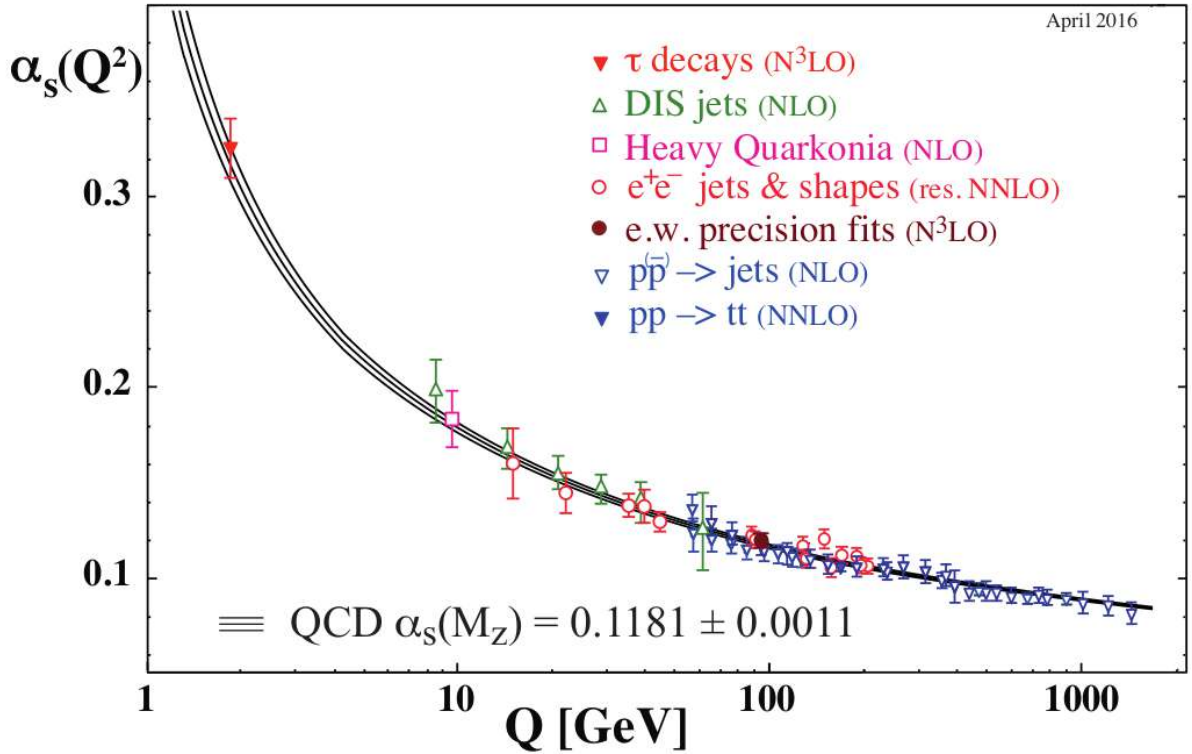 April 2016
αs(Q²)
τ decays (N³LO)
DIS jets (NLO)
Heavy Quarkonia (NLO)
e⁺e⁻ jets & shapes (res. NNLO)
e.w. precision fits (N³LO)
p(p̄) –> jets (NLO)
pp –> tt (NNLO)
0.3
0.2
0.1
QCD αs(Mz) = 0.1181 ± 0.0011
1 10 100 1000
Q [GeV]